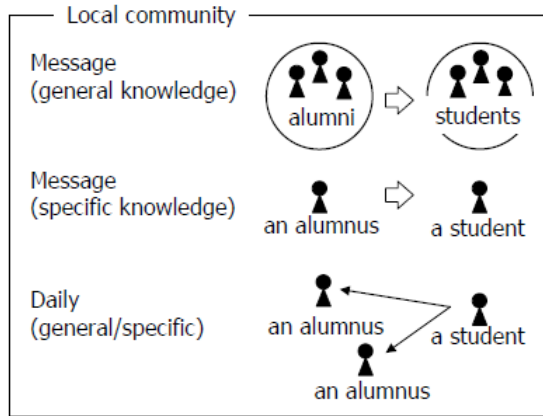 Local community
Message
(general knowledge)
alumni
students
Message
(specific knowledge)
an alumnus
a student
Daily
(general/specific)
an alumnus
a student
an alumnus